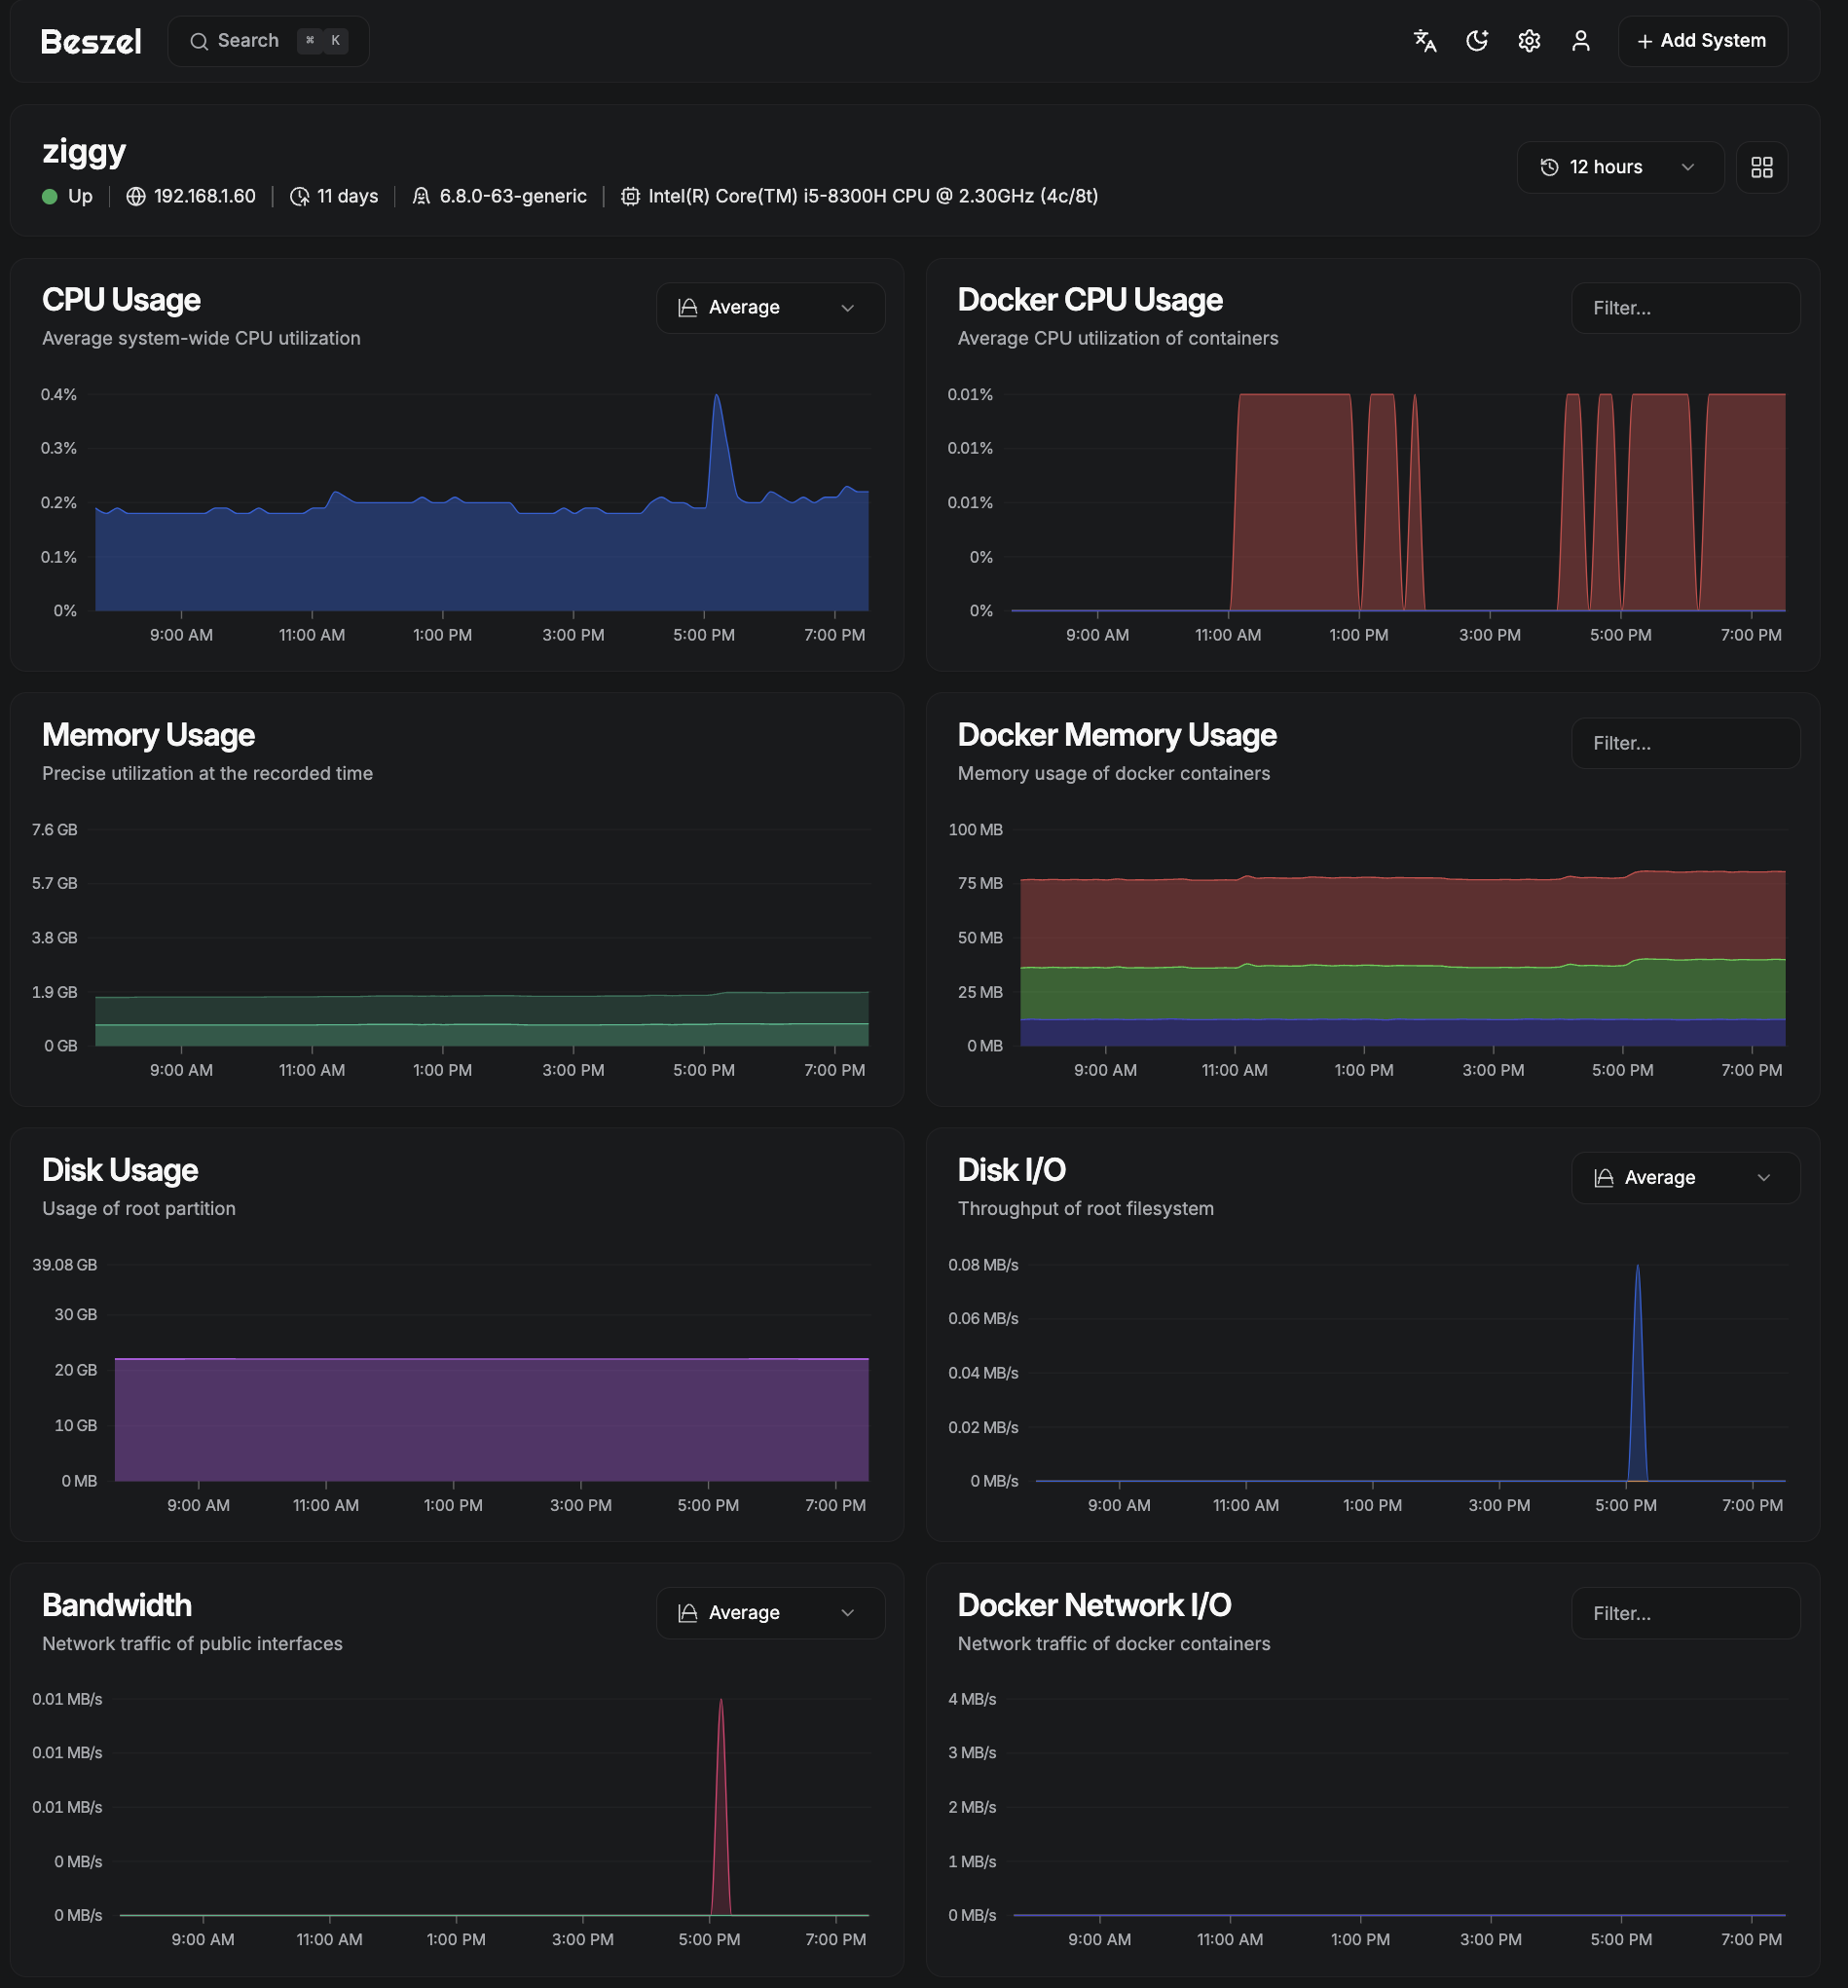 Beszel Search ⌘ K + Add System
ziggy
Up 192.168.1.60 11 days 6.8.0-63-generic Intel(R) Core(TM) i5-8300H CPU @ 2.30GHz (4c/8t)
12 hours
CPU Usage
Average system-wide CPU utilization
Average
0.4%
0.3%
0.2%
0.1%
0%
9:00 AM 11:00 AM 1:00 PM 3:00 PM 5:00 PM 7:00 PM
Docker CPU Usage
Average CPU utilization of containers
Filter...
0.01%
0.01%
0.01%
0%
0%
9:00 AM 11:00 AM 1:00 PM 3:00 PM 5:00 PM 7:00 PM
Memory Usage
Precise utilization at the recorded time
7.6 GB
5.7 GB
3.8 GB
1.9 GB
0 GB
9:00 AM 11:00 AM 1:00 PM 3:00 PM 5:00 PM 7:00 PM
Docker Memory Usage
Memory usage of docker containers
Filter...
100 MB
75 MB
50 MB
25 MB
0 MB
9:00 AM 11:00 AM 1:00 PM 3:00 PM 5:00 PM 7:00 PM
Disk Usage
Usage of root partition
39.08 GB
30 GB
20 GB
10 GB
0 MB
9:00 AM 11:00 AM 1:00 PM 3:00 PM 5:00 PM 7:00 PM
Disk I/O
Throughput of root filesystem
Average
0.08 MB/s
0.06 MB/s
0.04 MB/s
0.02 MB/s
0 MB/s
9:00 AM 11:00 AM 1:00 PM 3:00 PM 5:00 PM 7:00 PM
Bandwidth
Network traffic of public interfaces
Average
0.01 MB/s
0.01 MB/s
0.01 MB/s
0 MB/s
0 MB/s
9:00 AM 11:00 AM 1:00 PM 3:00 PM 5:00 PM 7:00 PM
Docker Network I/O
Network traffic of docker containers
Filter...
4 MB/s
3 MB/s
2 MB/s
1 MB/s
0 MB/s
9:00 AM 11:00 AM 1:00 PM 3:00 PM 5:00 PM 7:00 PM